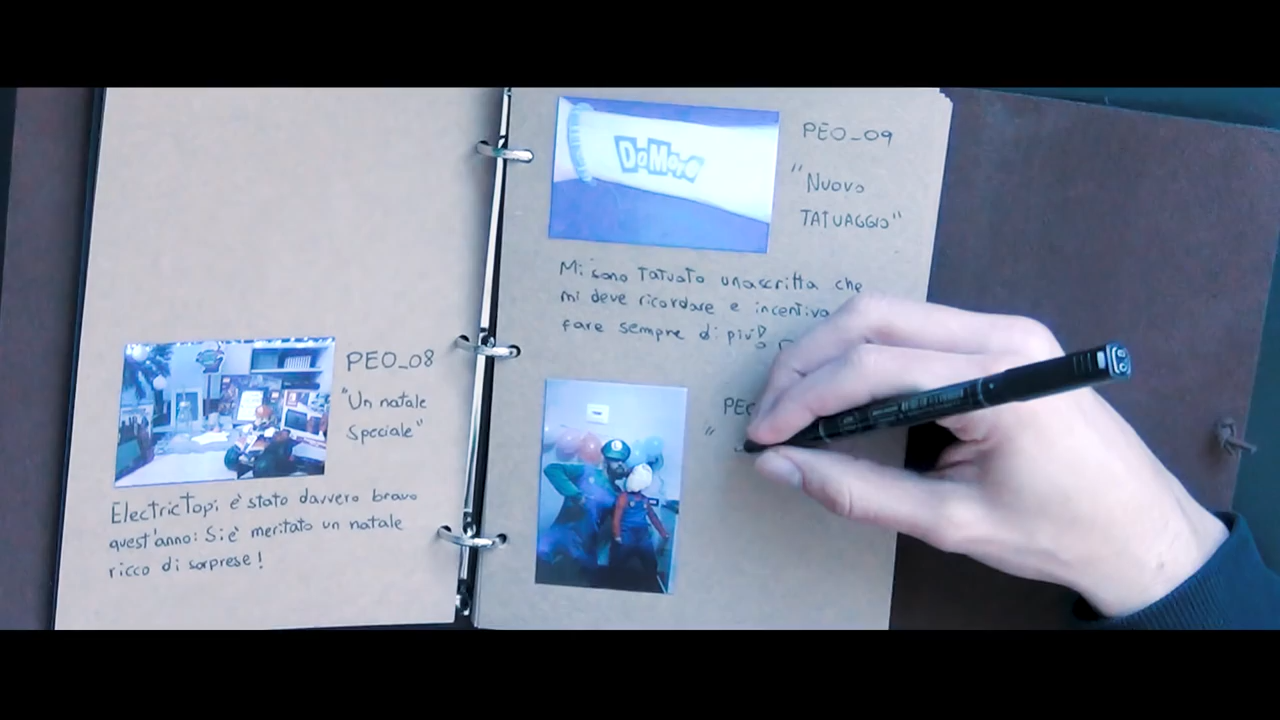 PEO_08
"Un natale
Speciale"
ElectricTopi è stato davvero bravo
quest'anno: Si è meritato un natale
ricco di sorprese!
DoMore
PEO_09
"Nuovo
TATUAGGIO"
Mi sono Tatuato una scritta che
mi deve ricordare e incentiva
fare sempre di più!
PEO
"